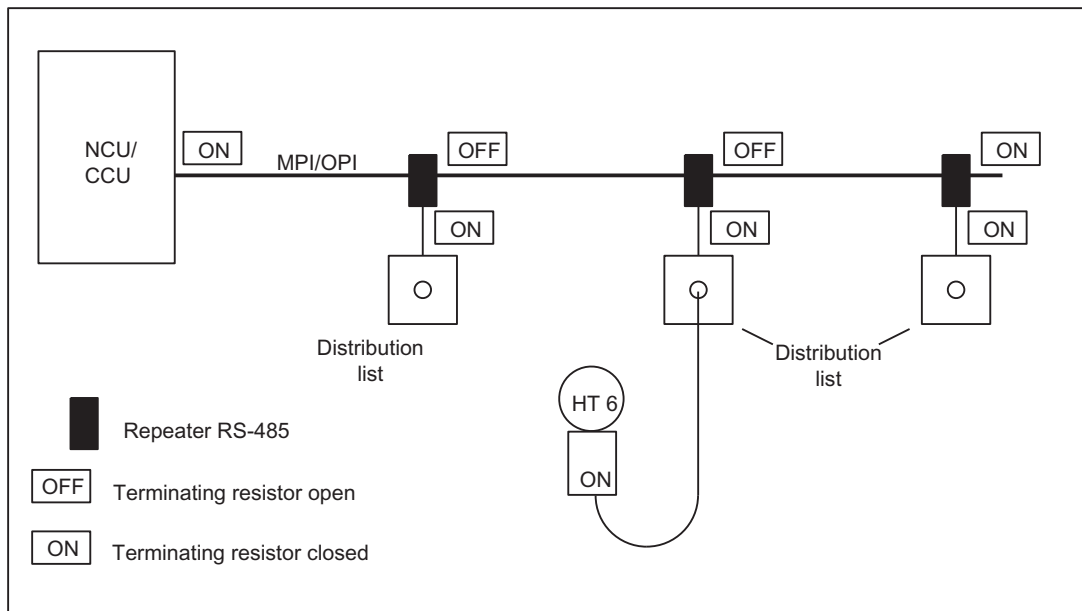 NCU/
CCU
ON
MPI/OPI
OFF
OFF
ON
ON
ON
ON
Distribution
list
Distribution
list
HT 6
ON
Repeater RS-485
OFF
Terminating resistor open
ON
Terminating resistor closed